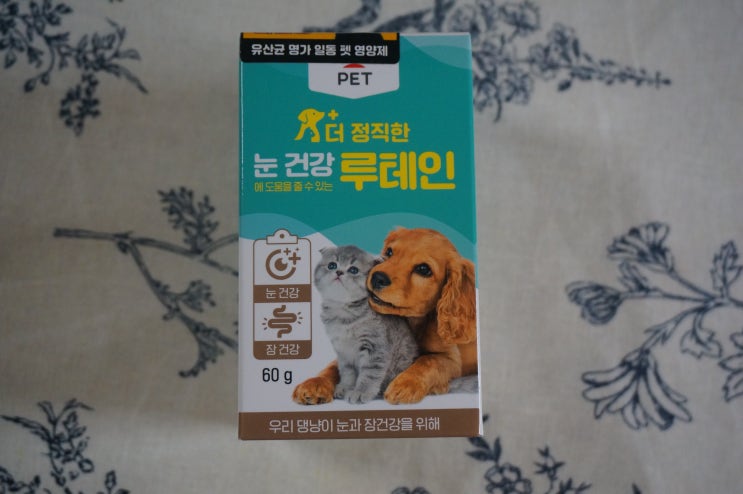 유산균 명가 일동 펫 영양제
PET
더 정직한
눈 건강 루테인
에 도움을 줄 수 있는
눈 건강
장 건강
60 g
우리 댕냥이 눈과 장건강을 위해